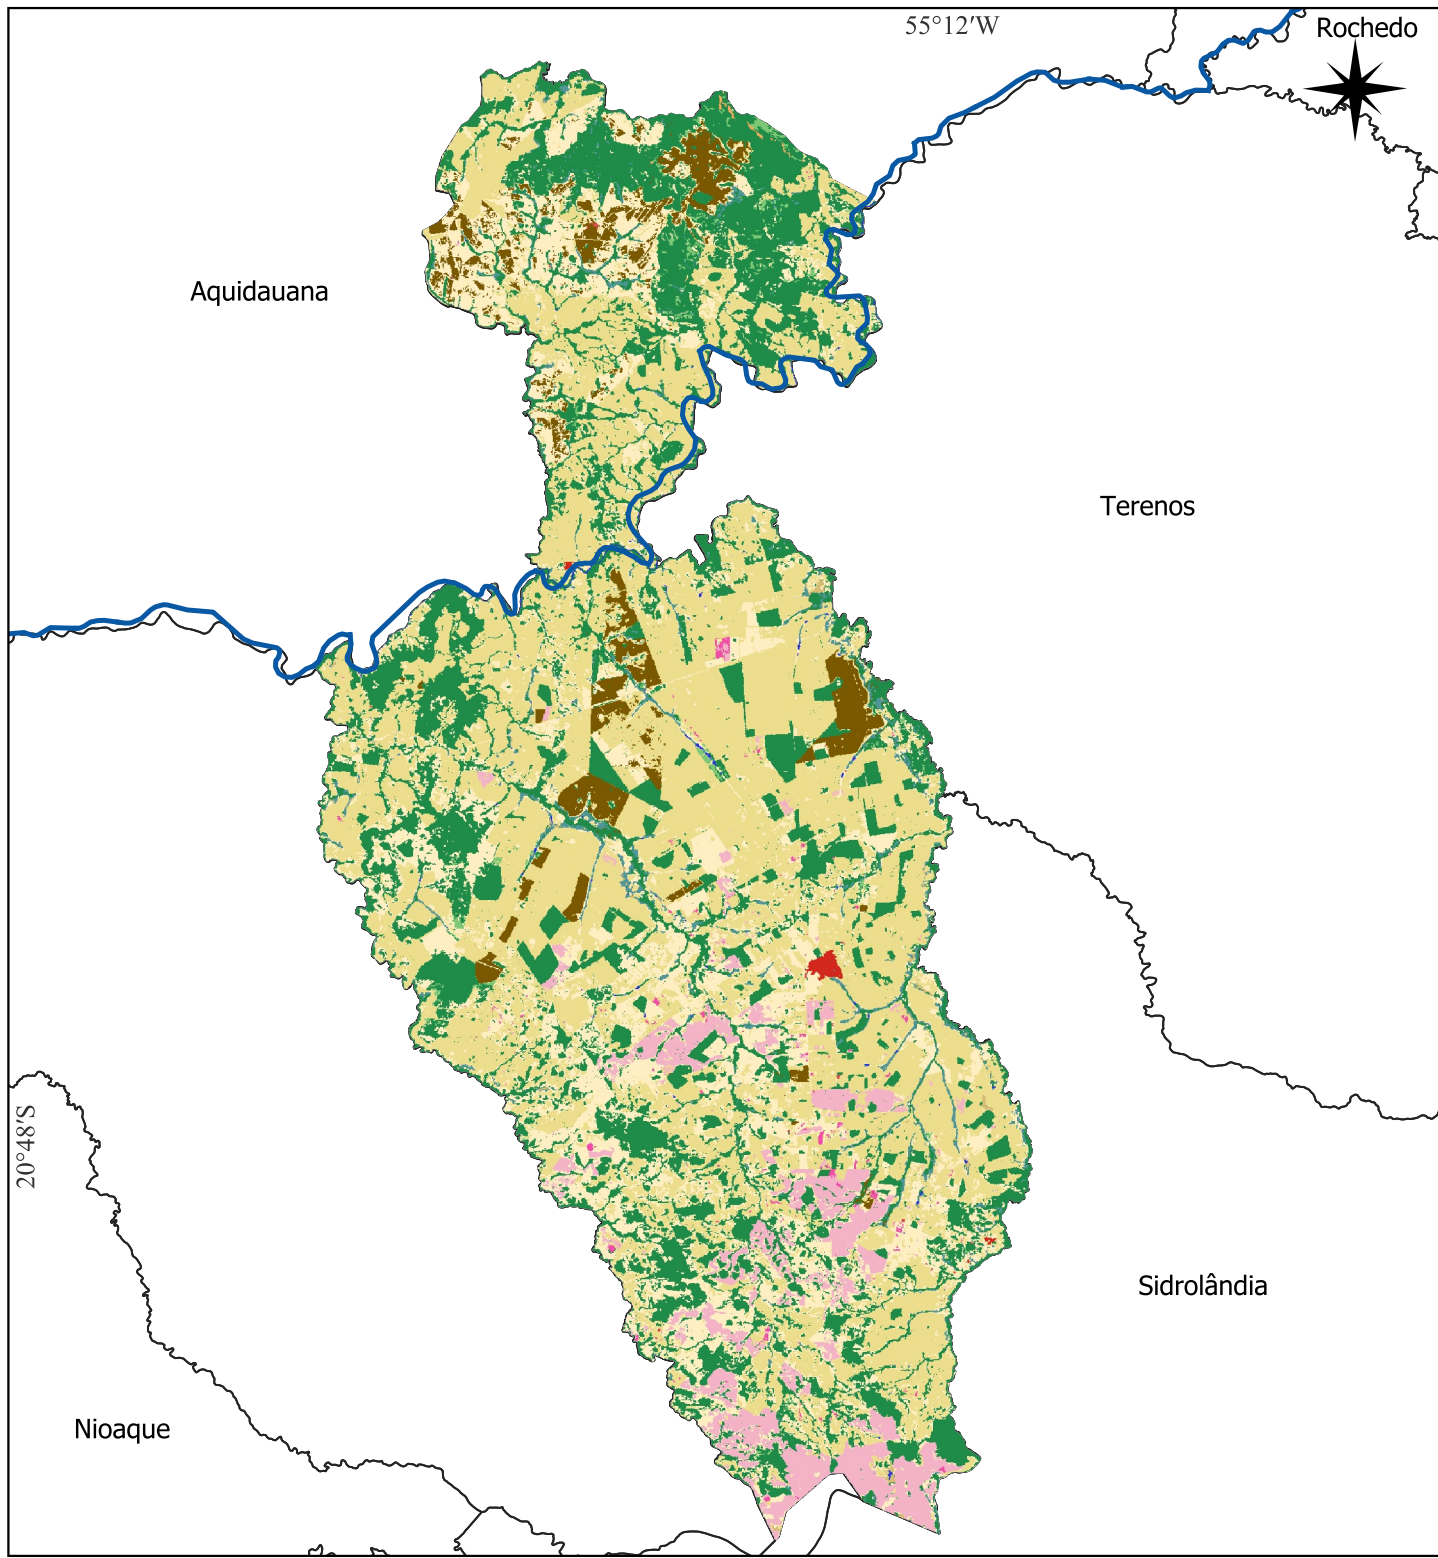 55°12'W
Rochedo
Aquidauana
Terenos
20°48'S
Sidrolândia
Nioaque